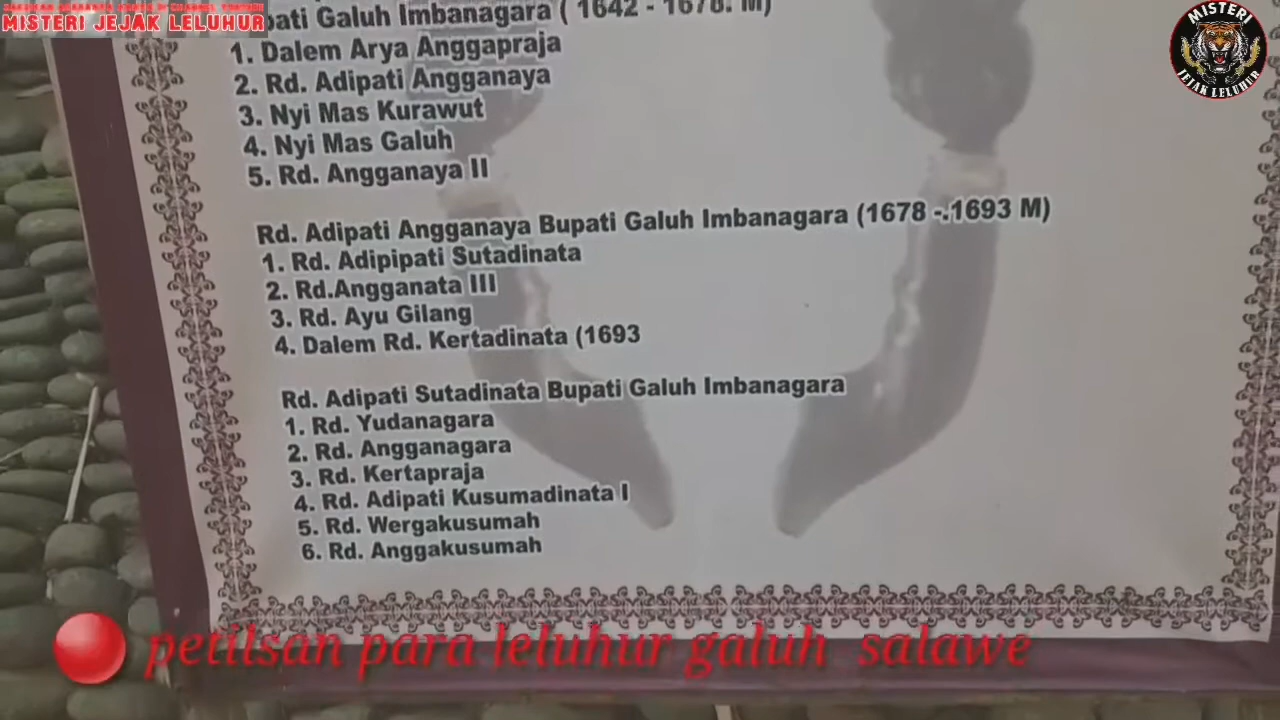 MISTERI JEJAK LELUHUR
MISTERI
JEJAK LELUHUR
pati Galuh Imbanagara ( 1642 - 1678. M)
1. Dalem Arya Anggapraja
2. Rd. Adipati Angganaya
3. Nyi Mas Kurawut
4. Nyi Mas Galuh
5. Rd. Angganaya II
Rd. Adipati Angganaya Bupati Galuh Imbanagara (1678 -.1693 M)
1. Rd. Adipipati Sutadinata
2. Rd.Angganata III
3. Rd. Ayu Gilang
4. Dalem Rd. Kertadinata (1693
Rd. Adipati Sutadinata Bupati Galuh Imbanagara
1. Rd. Yudanagara
2. Rd. Angganagara
3. Rd. Kertapraja
4. Rd. Adipati Kusumadinata I
5. Rd. Wergakusumah
6. Rd. Anggakusumah
petilsan para leluhur galuh salawe